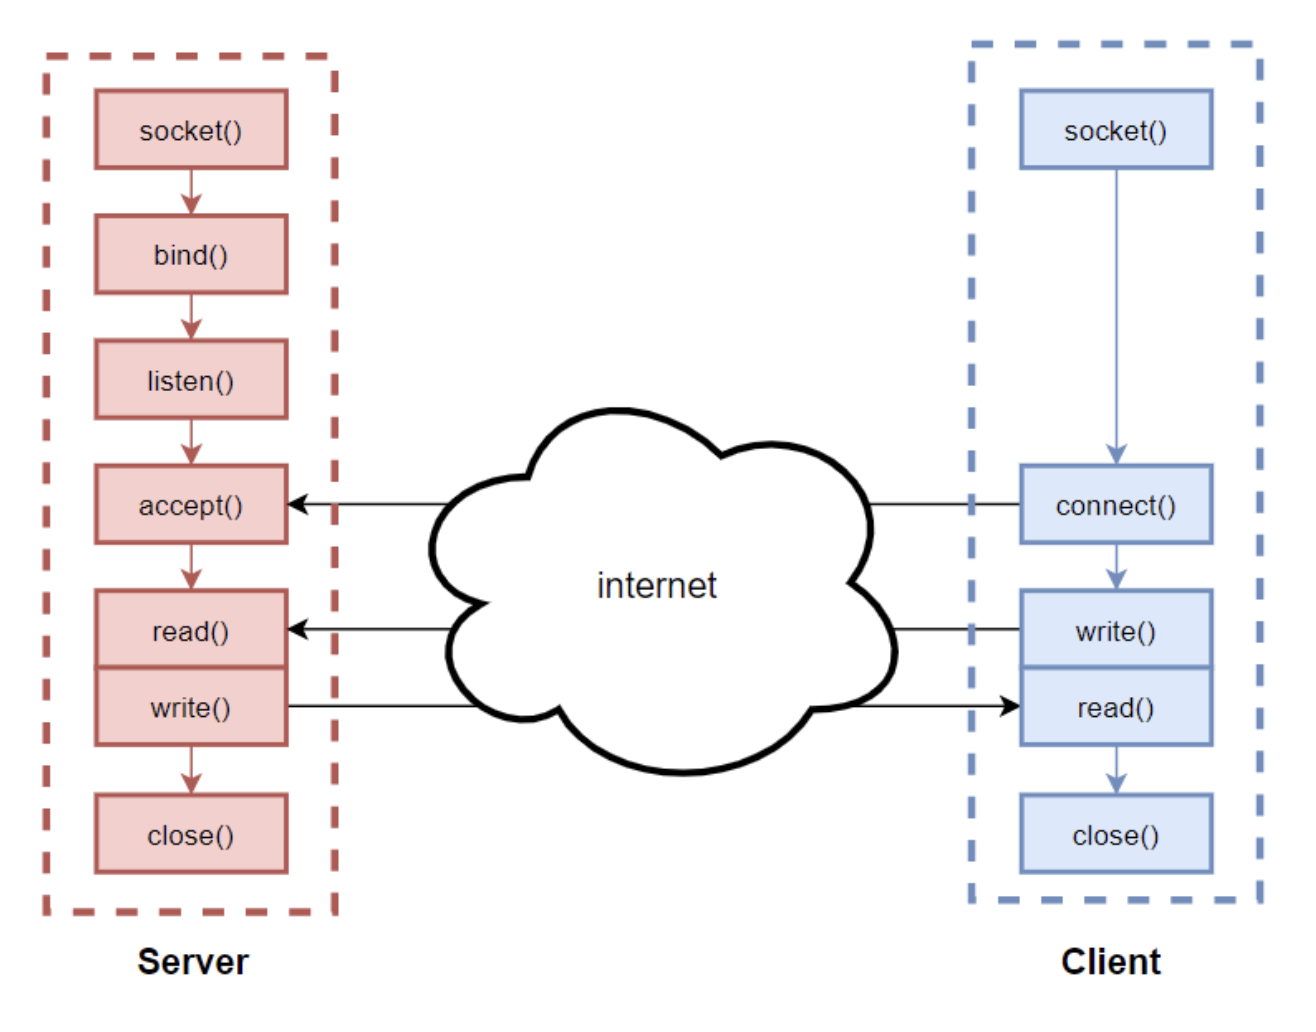 socket()
bind()
listen()
accept()
read()
write()
close()
Server
internet
socket()
connect()
write()
read()
close()
Client